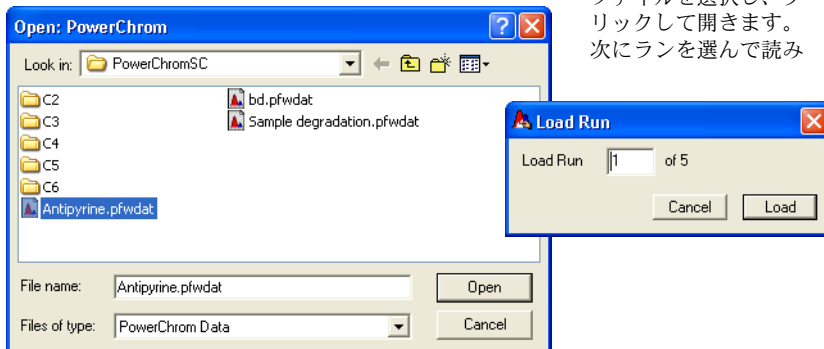 ファイルを選択し、ク
リックして開きます。
次にランを選んで読み
Open: PowerChrom
Look in: PowerChromSC
C2
C3
C4
C5
C6
Antipyrine.pfwdat
bd.pfwdat
Sample degradation.pfwdat
File name: Antipyrine.pfwdat Open
Files of type: PowerChrom Data Cancel
Load Run
Load Run 1 of 5
Cancel Load